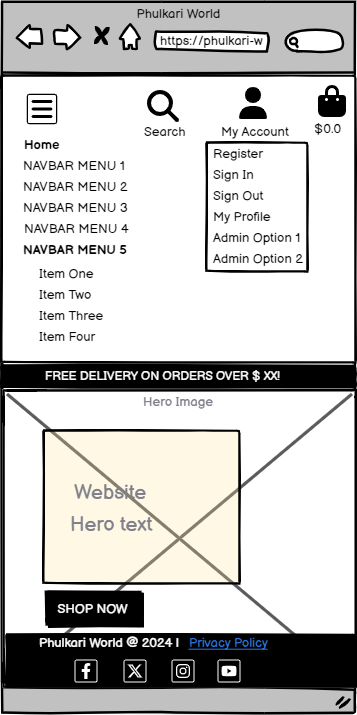 Phulkari World
https://phulkari-w
Search
My Account
$0.0
Home
NAVBAR MENU 1
NAVBAR MENU 2
NAVBAR MENU 3
NAVBAR MENU 4
NAVBAR MENU 5
Item One
Item Two
Item Three
Item Four
Register
Sign In
Sign Out
My Profile
Admin Option 1
Admin Option 2
FREE DELIVERY ON ORDERS OVER $ XX!
Hero Image
Website
Hero text
SHOP NOW
Phulkari World @ 2024 | Privacy Policy